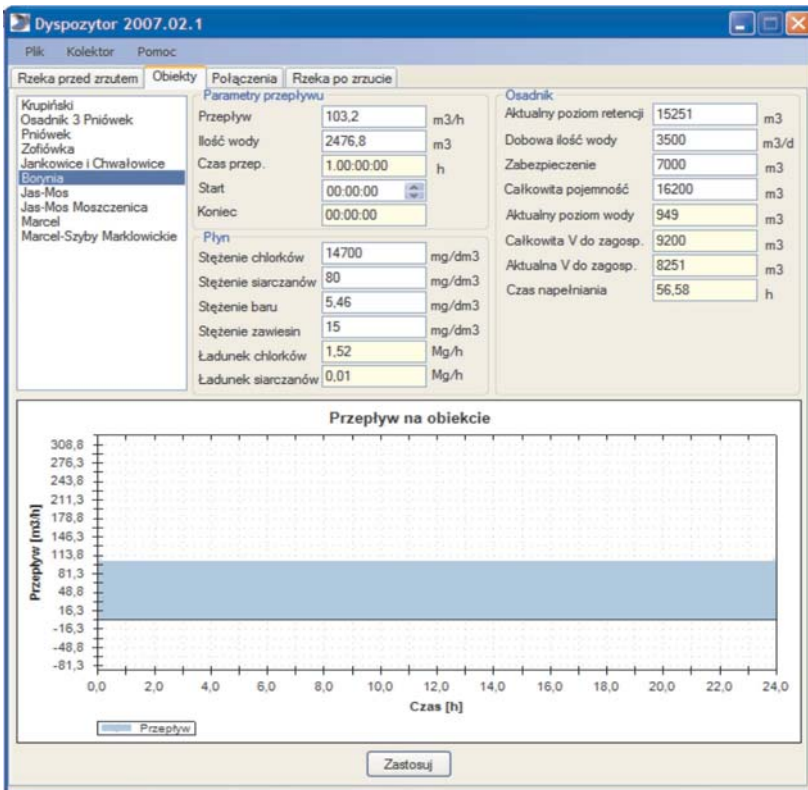 Dyspozytor 2007.02.1
Plik Kolektor Pomoc
Rzeka przed zrzutem Obiekty Połączenia Rzeka po zrzucie
Krupiński
Osadnik 3 Pniówek
Pniówek
Zofiówka
Jankowice i Chwałowice
Borynia
Jas-Mos
Jas-Mos Moszczenica
Marcel
Marcel-Szyby Marklowickie
Parametry przepływu
Przepływ 103,2 m3/h
Ilość wody 2476,8 m3
Czas przep. 1.00:00:00 h
Start 00:00:00
Koniec 00:00:00
Płyn
Stężenie chlorków 14700 mg/dm3
Stężenie siarczanów 80 mg/dm3
Stężenie baru 5,46 mg/dm3
Stężenie zawiesin 15 mg/dm3
Ładunek chlorków 1,52 Mg/h
Ładunek siarczanów 0,01 Mg/h
Osadnik
Aktualny poziom retencji 15251 m3
Dobowa ilość wody 3500 m3/d
Zabezpieczenie 7000 m3
Całkowita pojemność 16200 m3
Aktualny poziom wody 949 m3
Całkowita V do zagosp. 9200 m3
Aktualna V do zagosp. 8251 m3
Czas napełniania 56,58 h
Przepływ na obiekcie
Przepływ [m3/h]
308,8
276,3
243,8
211,3
178,8
146,3
113,8
81,3
48,8
16,3
-16,3
-48,8
-81,3
0,0 2,0 4,0 6,0 8,0 10,0 12,0 14,0 16,0 18,0 20,0 22,0 24,0
Czas [h]
Przepływ
Zastosuj